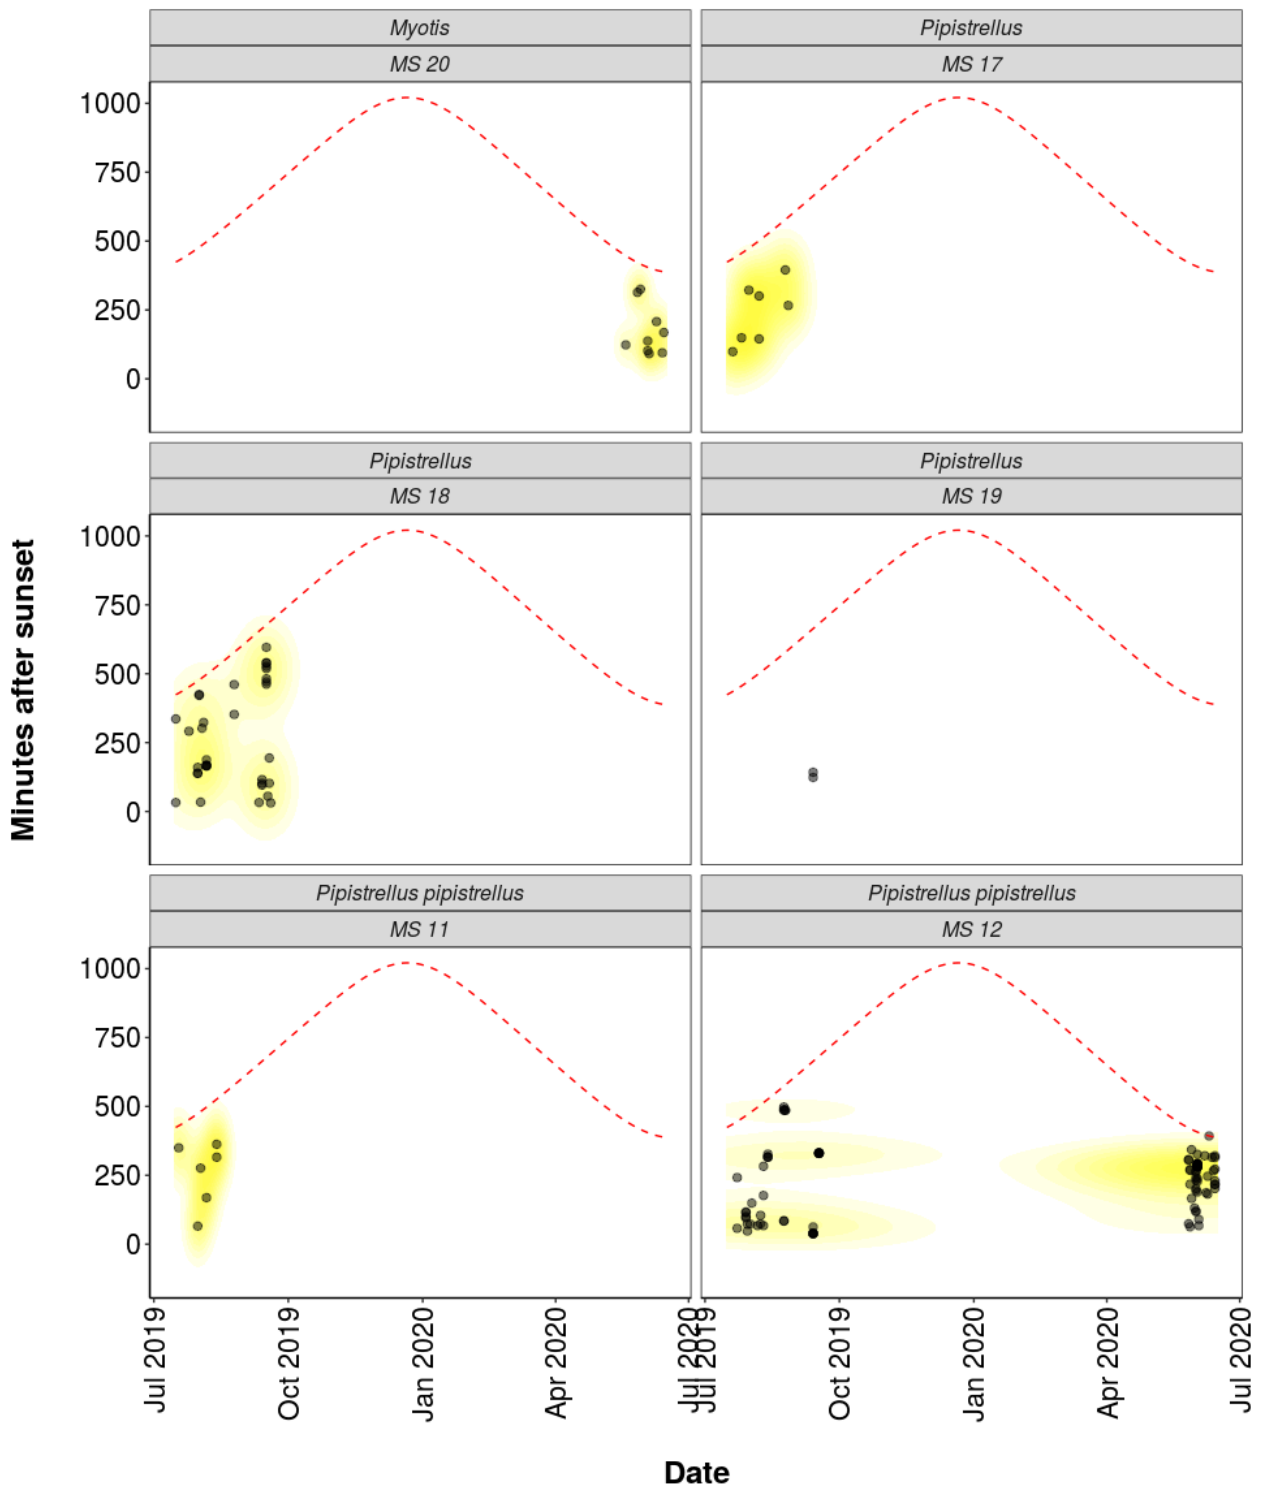 Myotis
MS 20
Pipistrellus
MS 17
1000
750
500
250
0
Pipistrellus
MS 18
Pipistrellus
MS 19
1000
750
500
250
0
Minutes after sunset
Pipistrellus pipistrellus
MS 11
Pipistrellus pipistrellus
MS 12
1000
750
500
250
0
Jul 2019
Oct 2019
Jan 2020
Apr 2020
Jul 2020
Jul 2019
Oct 2019
Jan 2020
Apr 2020
Jul 2020
Date